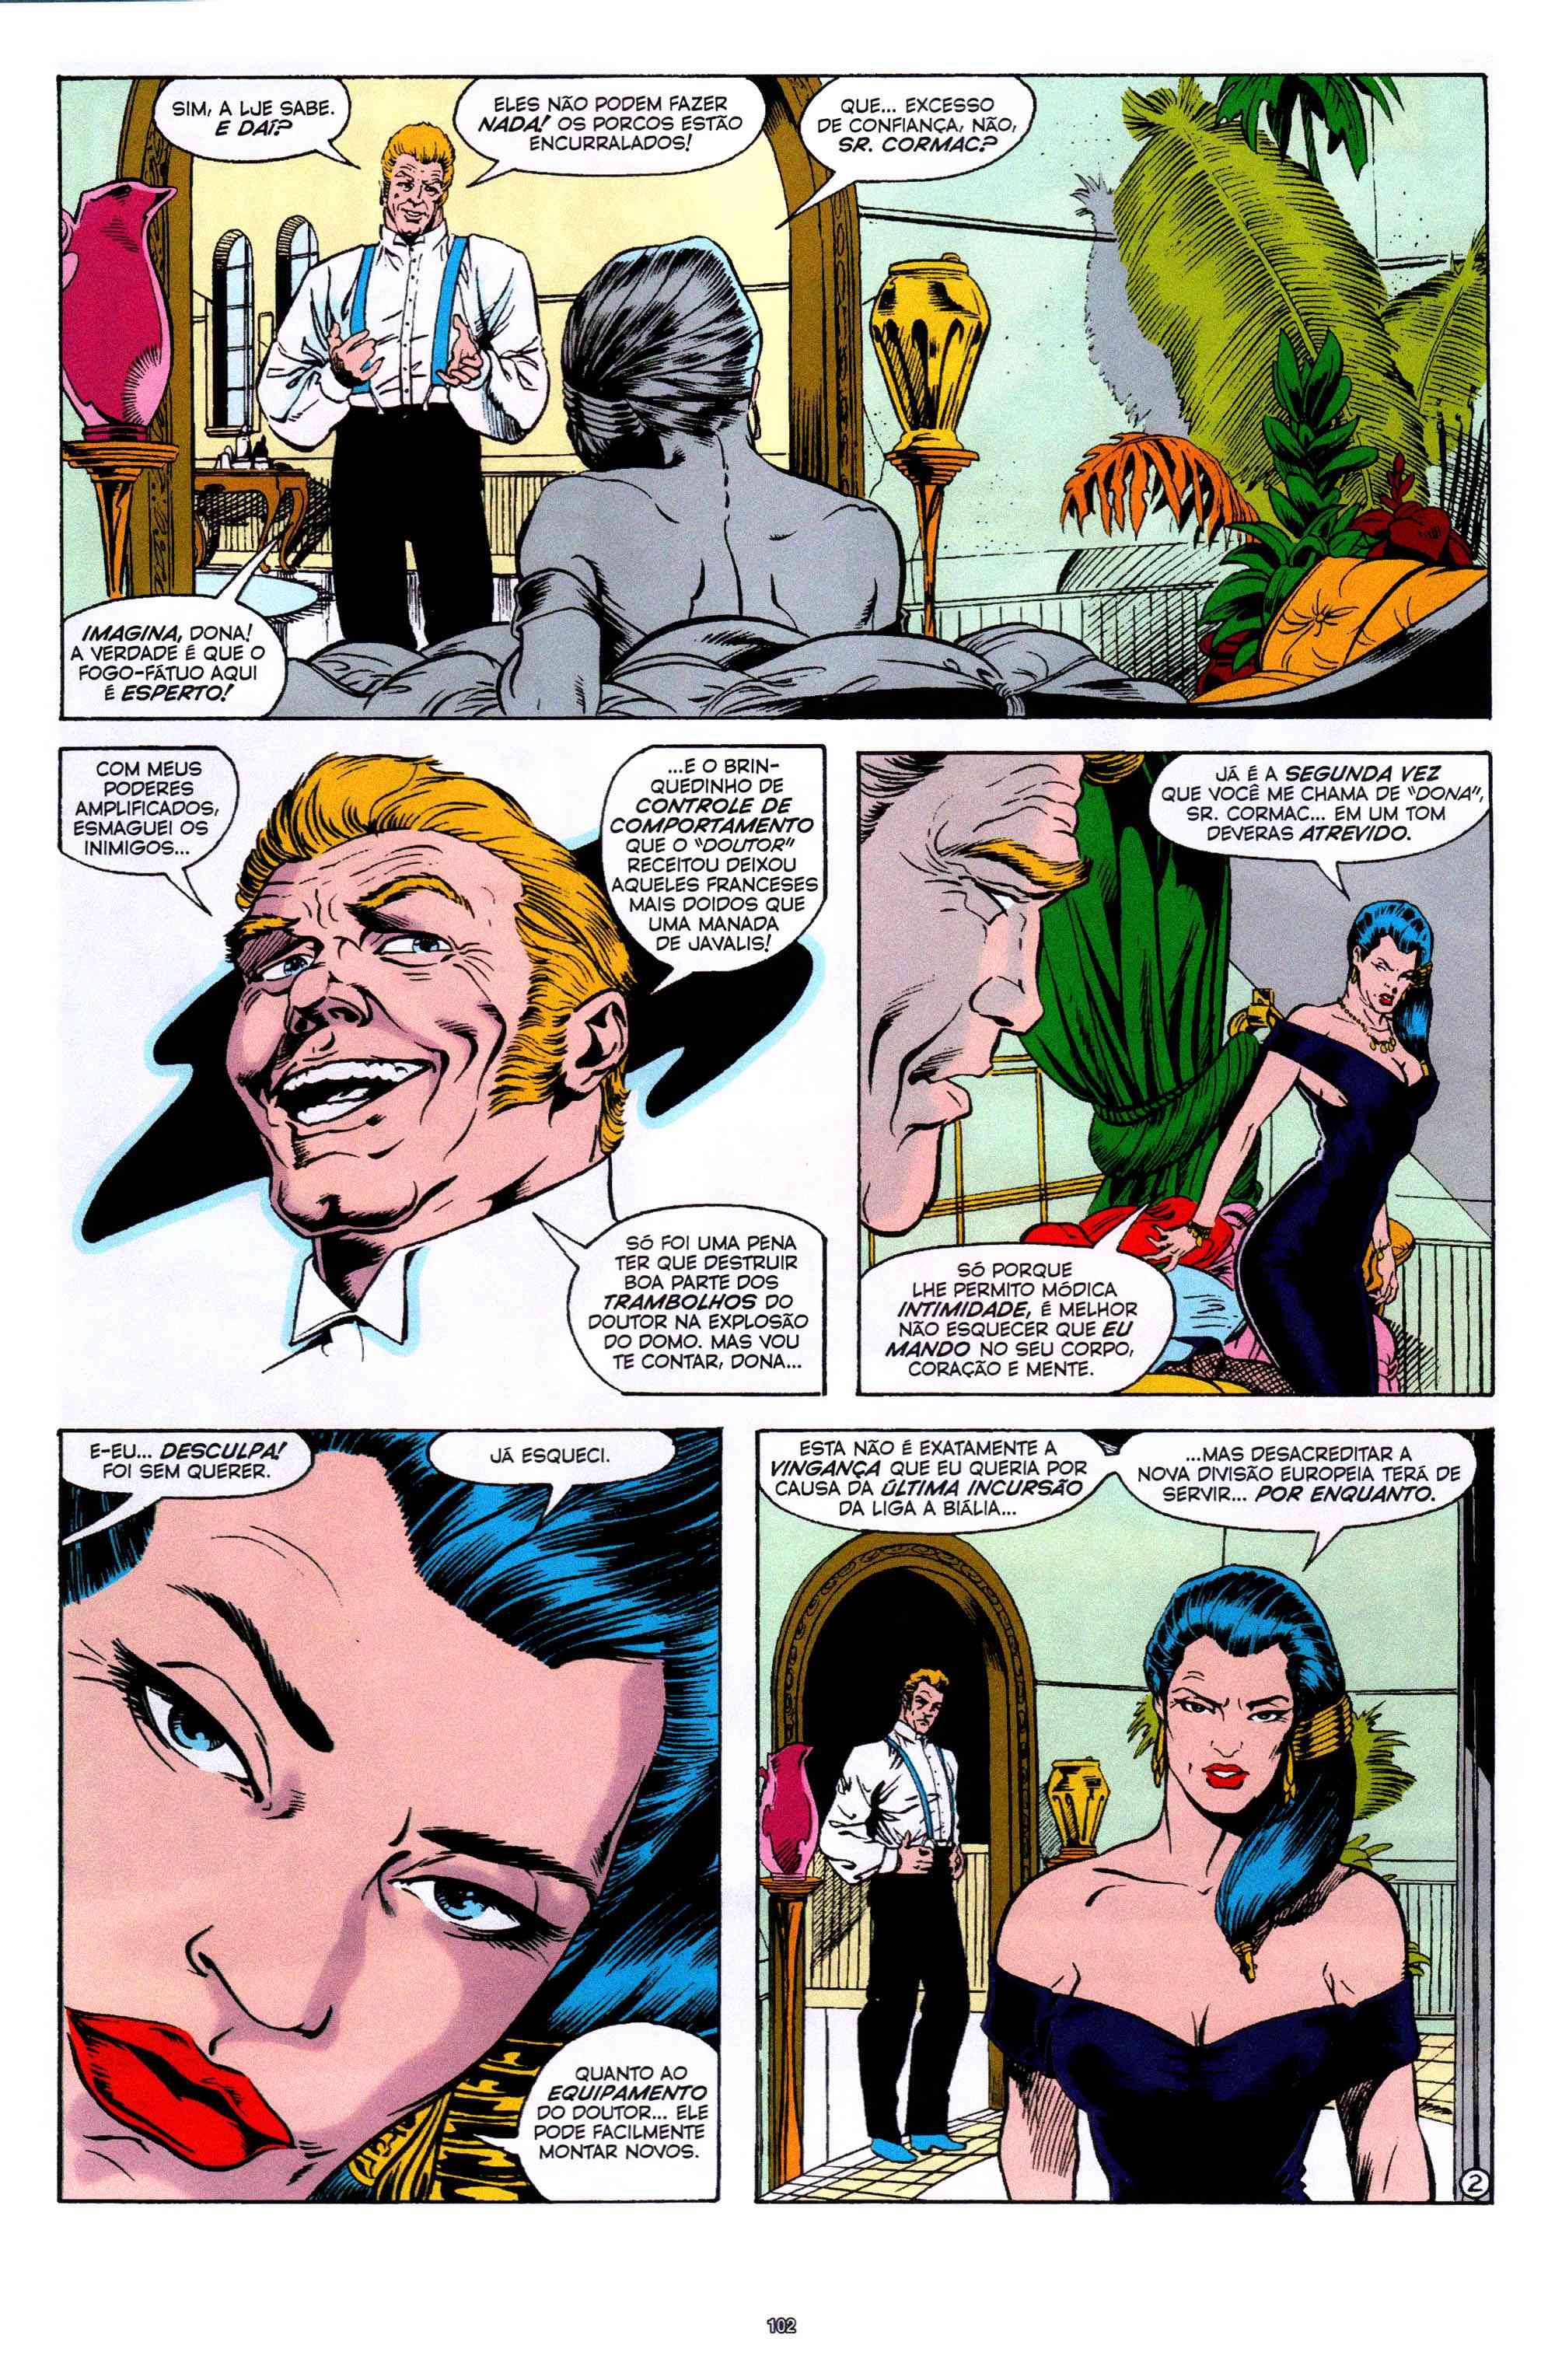 SIM, A LJE SABE.
E DAÍ?
ELES NÃO PODEM FAZER
NADA! OS PORCOS ESTÃO
ENCURRALADOS!
QUE... EXCESSO
DE CONFIANÇA, NÃO,
SR. CORMAC?
IMAGINA, DONA!
A VERDADE É QUE O
FOGO-FÁTUO AQUI
É ESPERTO!
COM MEUS
PODERES
AMPLIFICADOS,
ESMAGUEI OS
INIMIGOS...
...E O BRIN-
QUEDINHO DE
CONTROLE DE
COMPORTAMENTO
QUE O "DOUTOR"
RECEITOU DEIXOU
AQUELES FRANCESES
MAIS DOIDOS QUE
UMA MANADA
DE JAVALIS!
SÓ FOI UMA PENA
TER QUE DESTRUIR
BOA PARTE DOS
TRAMBOLHOS DO
DOUTOR NA EXPLOSÃO
DO DOMO. MAS VOU
TE CONTAR, DONA...
JÁ É A SEGUNDA VEZ
QUE VOCÊ ME CHAMA DE "DONA",
SR. CORMAC... EM UM TOM
DEVERAS ATREVIDO.
SÓ PORQUE
LHE PERMITO MÓDICA
INTIMIDADE, É MELHOR
NÃO ESQUECER QUE EU
MANDO NO SEU CORPO,
CORAÇÃO E MENTE.
E-EU... DESCULPA!
FOI SEM QUERER.
JÁ ESQUECI.
QUANTO AO
EQUIPAMENTO
DO DOUTOR... ELE
PODE FACILMENTE
MONTAR NOVOS.
ESTA NÃO É EXATAMENTE A
VINGANÇA QUE EU QUERIA POR
CAUSA DA ÚLTIMA INCURSÃO
DA LIGA A BIÁLIA...
...MAS DESACREDITAR A
NOVA DIVISÃO EUROPEIA TERÁ DE
SERVIR... POR ENQUANTO.
2
102